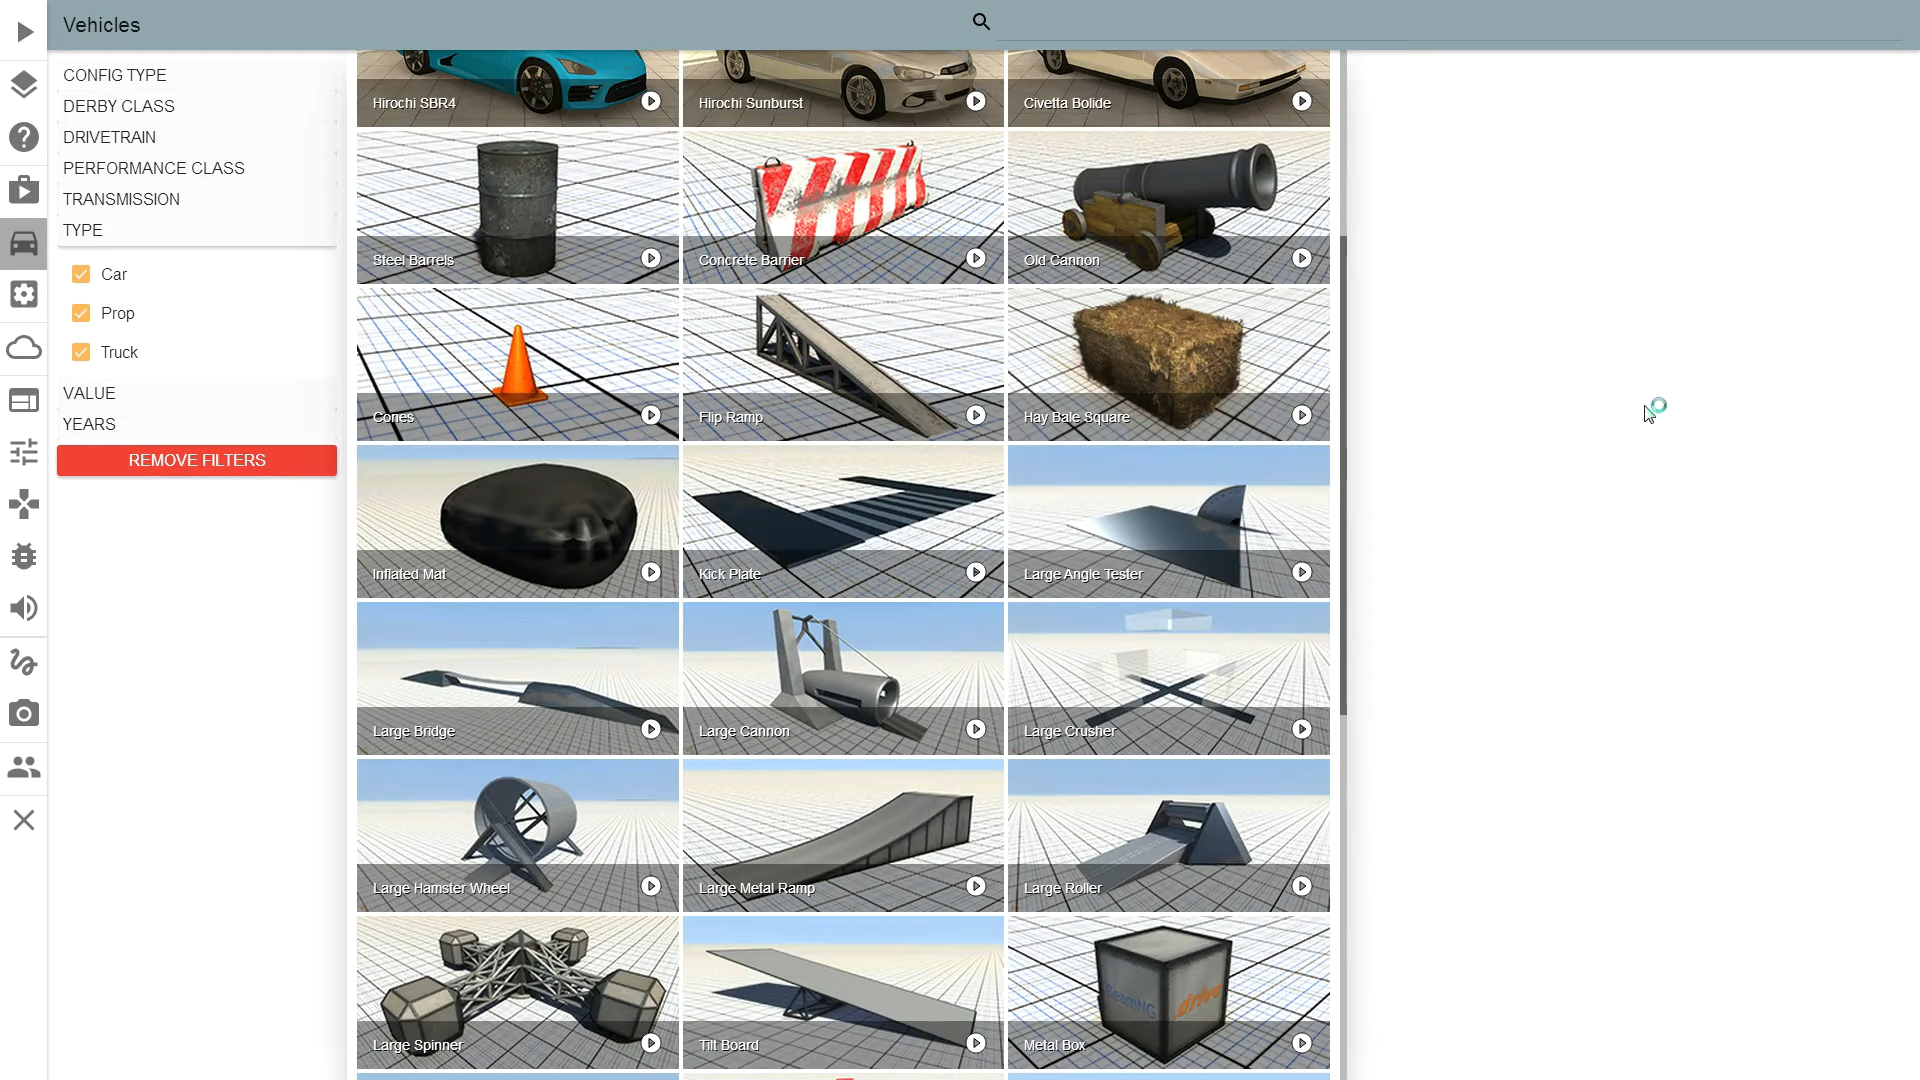 Vehicles
CONFIG TYPE
DERBY CLASS
DRIVETRAIN
PERFORMANCE CLASS
TRANSMISSION
TYPE
Car
Prop
Truck
VALUE
YEARS
REMOVE FILTERS
Hirochi SBR4
Hirochi Sunburst
Civetta Bolide
Steel Barrels
Concrete Barrier
Old Cannon
Cones
Flip Ramp
Hay Bale Square
Inflated Mat
Kick Plate
Large Angle Tester
Large Bridge
Large Cannon
Large Crusher
Large Hamster Wheel
Large Metal Ramp
Large Roller
Large Spinner
Tilt Board
BeamNG
drive
Metal Box